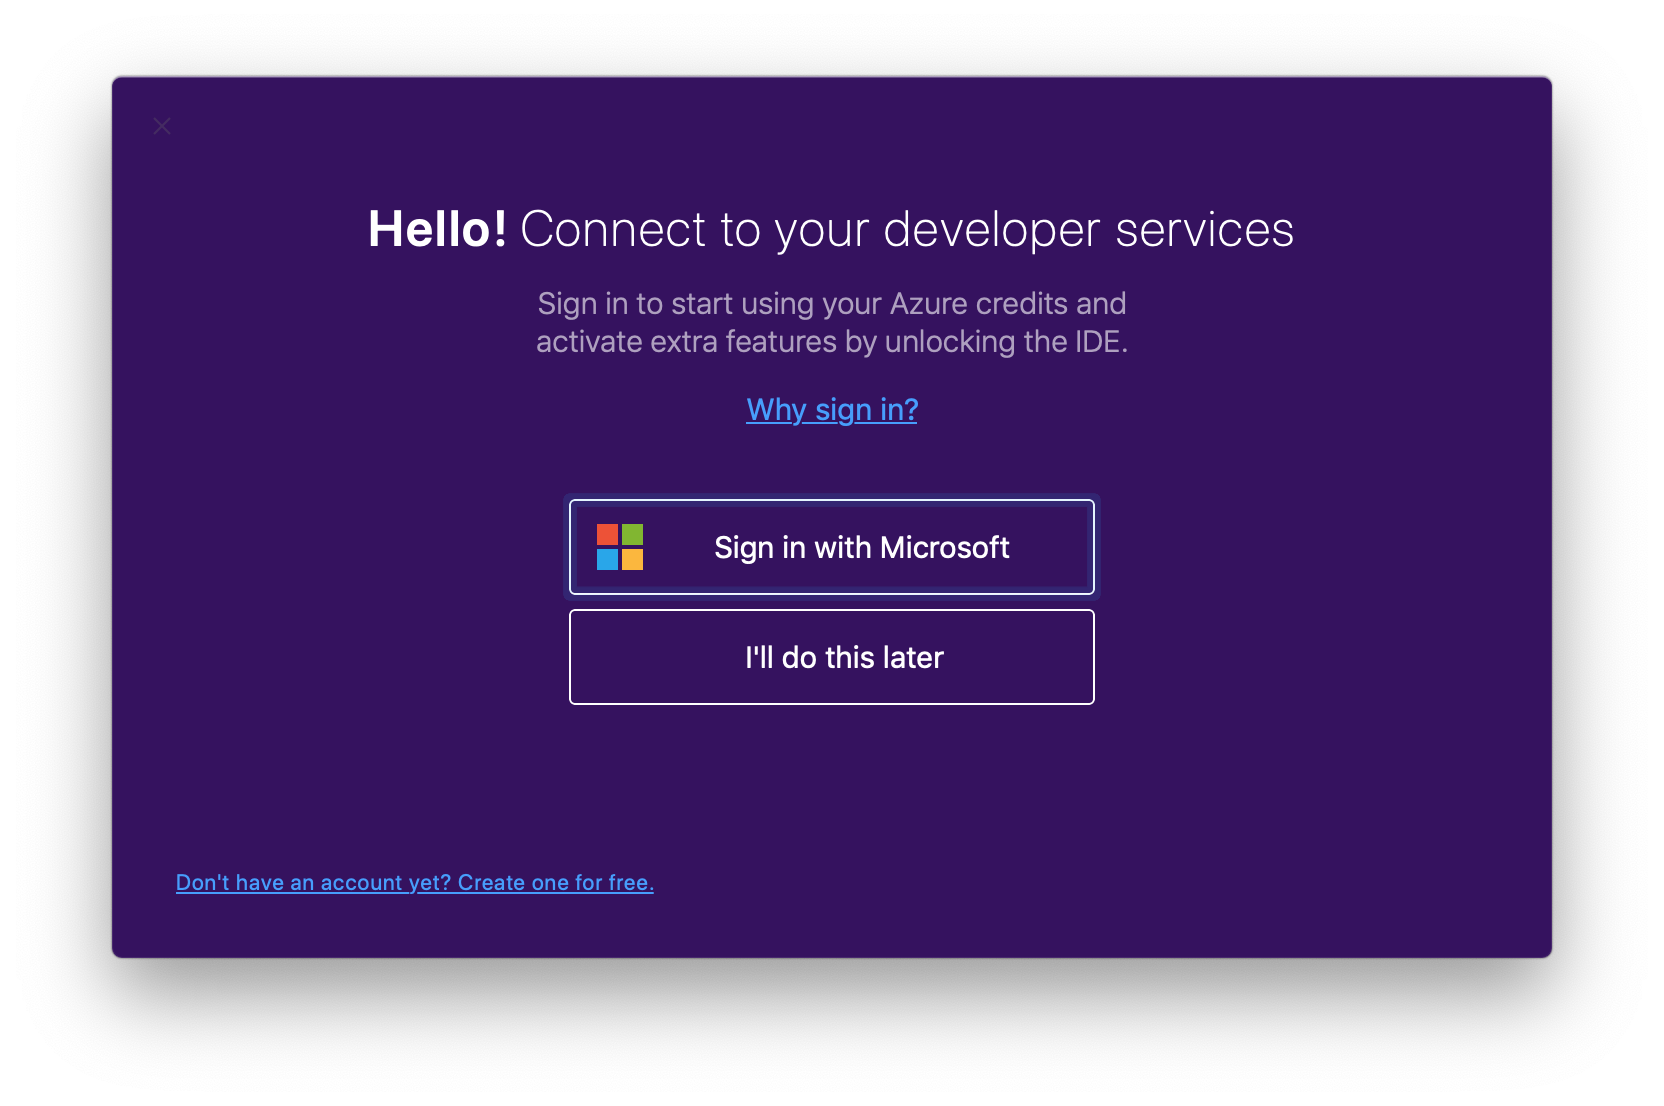 Hello! Connect to your developer services
Sign in to start using your Azure credits and
activate extra features by unlocking the IDE.
Why sign in?
Sign in with Microsoft
I'll do this later
Don't have an account yet? Create one for free.